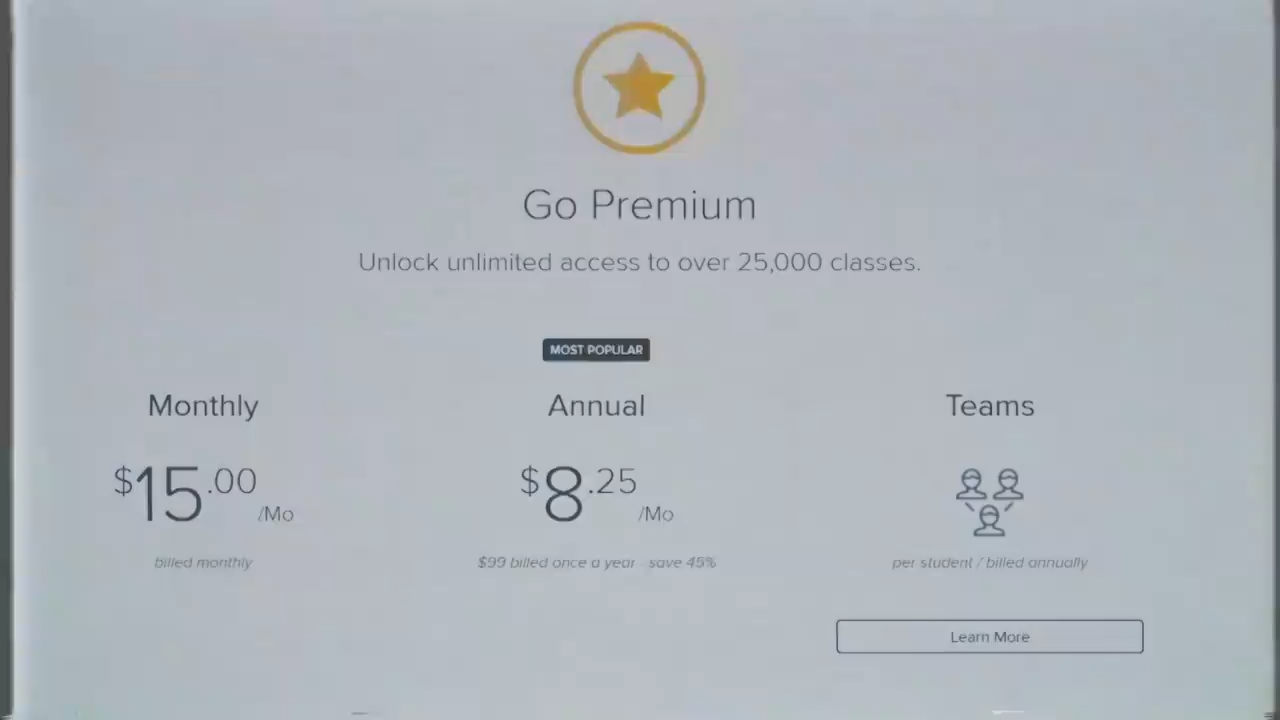 Go Premium
Unlock unlimited access to over 25,000 classes.
MOST POPULAR
Monthly
$15.00/Mo
billed monthly
Annual
$8.25/Mo
$99 billed once a year - save 45%
Teams
per student / billed annually
Learn More